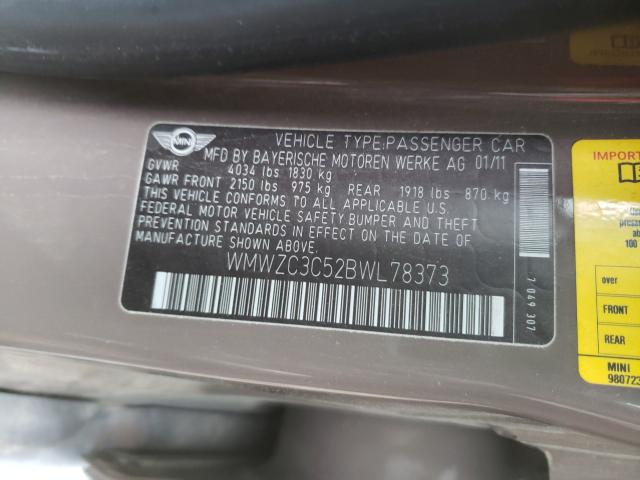 MINI
VEHICLE TYPE:PASSENGER CAR
MFD BY BAYERISCHE MOTOREN WERKE AG 01/11
GVWR 4034 lbs 1830 kg
GAWR FRONT 2150 lbs 975 kg REAR 1918 lbs 870 kg
THIS VEHICLE CONFORMS TO ALL APPLICABLE U.S.
FEDERAL MOTOR VEHICLE SAFETY,BUMPER AND THEFT
PREVENTION STANDARDS IN EFFECT ON THE DATE OF
MANUFACTURE SHOWN ABOVE.
WMWZC3C52BWL78373
7 049 307
IMPORT
over
FRONT
REAR
MINI
980723